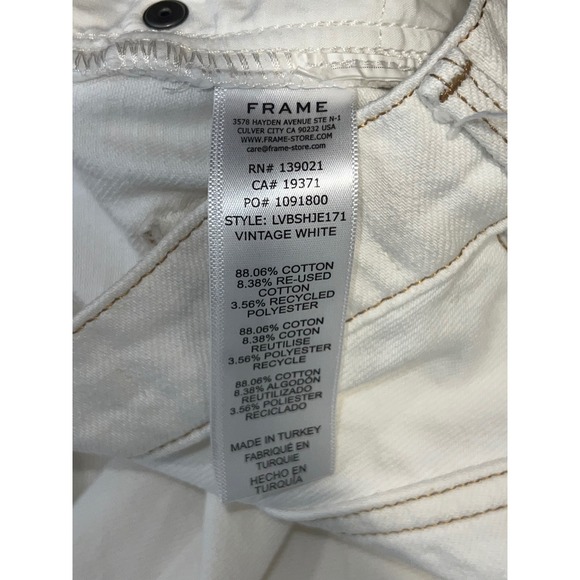 FRAME
3578 HAYDEN AVENUE STE N-1
CULVER CITY CA 90232 USA
WWW.FRAME-STORE.COM
care@frame-store.com
RN# 139021
CA# 19371
PO# 1091800
STYLE: LVBSHJE171
VINTAGE WHITE
88.06% COTTON
8.38% RE-USED
COTTON
3.56% RECYCLED
POLYESTER
88.06% COTON
8.38% COTON
REUTILISE
3.56% POLYESTER
RECYCLE
88.06% COTTON
8.38% ALGODÓN
REUTILIZADO
3.56% POLIESTER
RECICLADO
MADE IN TURKEY
FABRIQUÉ EN
TURQUIE
HECHO EN
TURQUÍA